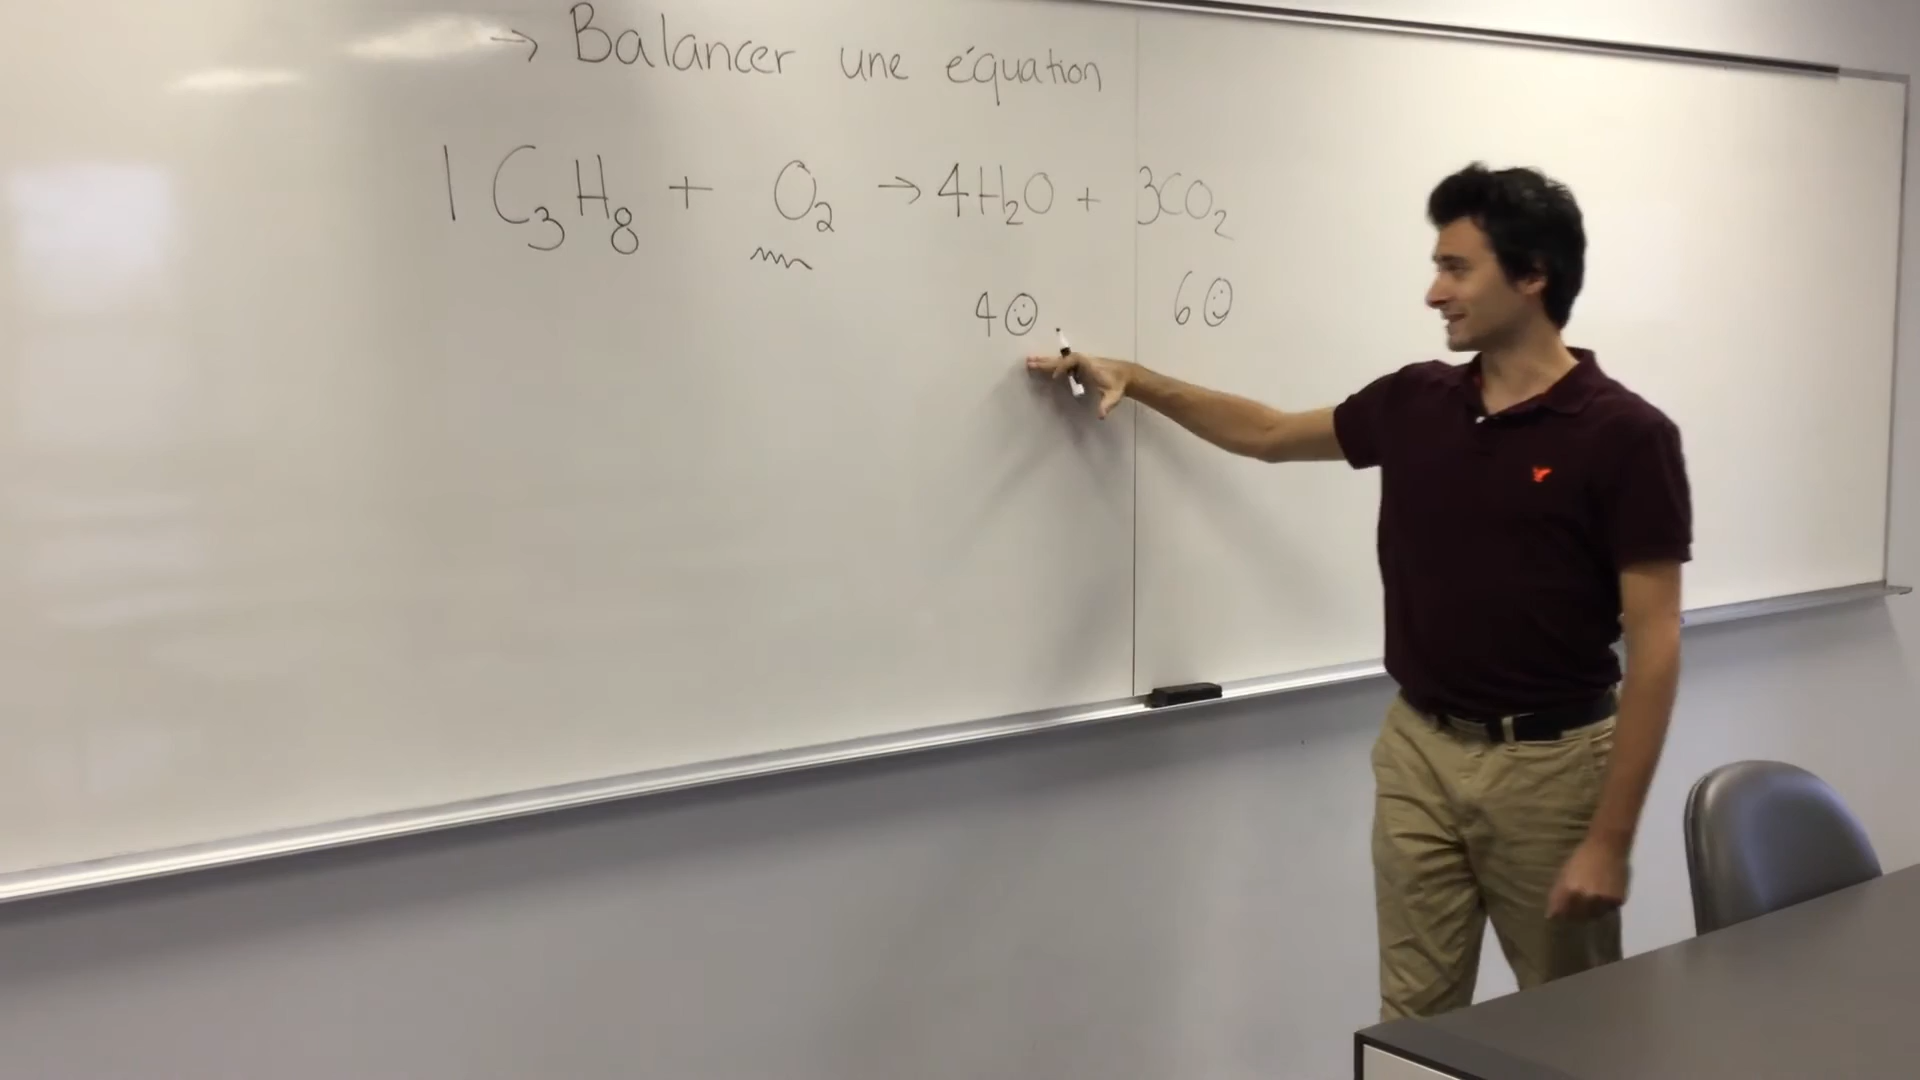 → Balancer une équation
1 C₃H₈ + O₂ → 4H₂O + 3CO₂
4☺ 6☺